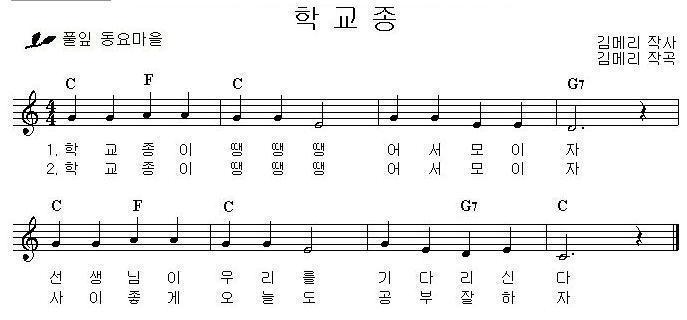 학 교 종
풀잎 동요마을
김메리 작사
김메리 작곡
C F C G7
4 4
1. 학 교 종 이 땡 땡 땡 어 서 모 이 자
2. 학 교 종 이 땡 땡 땡 어 서 모 이 자
C F C G7 C
선 생 님 이 우 리 를 기 다 리 신 다
사 이 좋 게 오 늘 도 공 부 잘 하 자